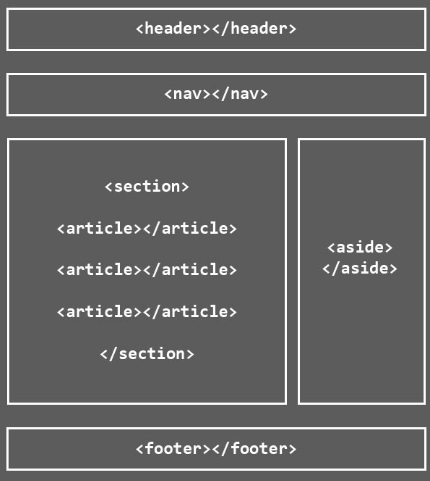 <header></header>
<nav></nav>
<section>
<article></article>
<article></article>
<article></article>
</section>
<aside>
</aside>
<footer></footer>